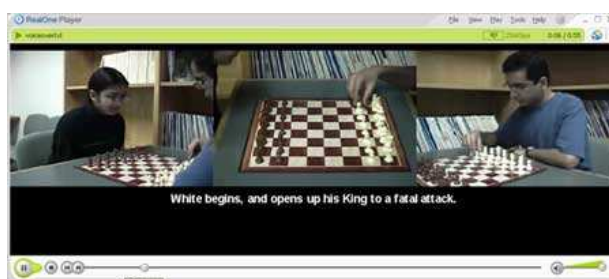 RealOne Player
File View Play Tools Help
voiceovertxt
0:06 / 0:55
White begins, and opens up his King to a fatal attack.